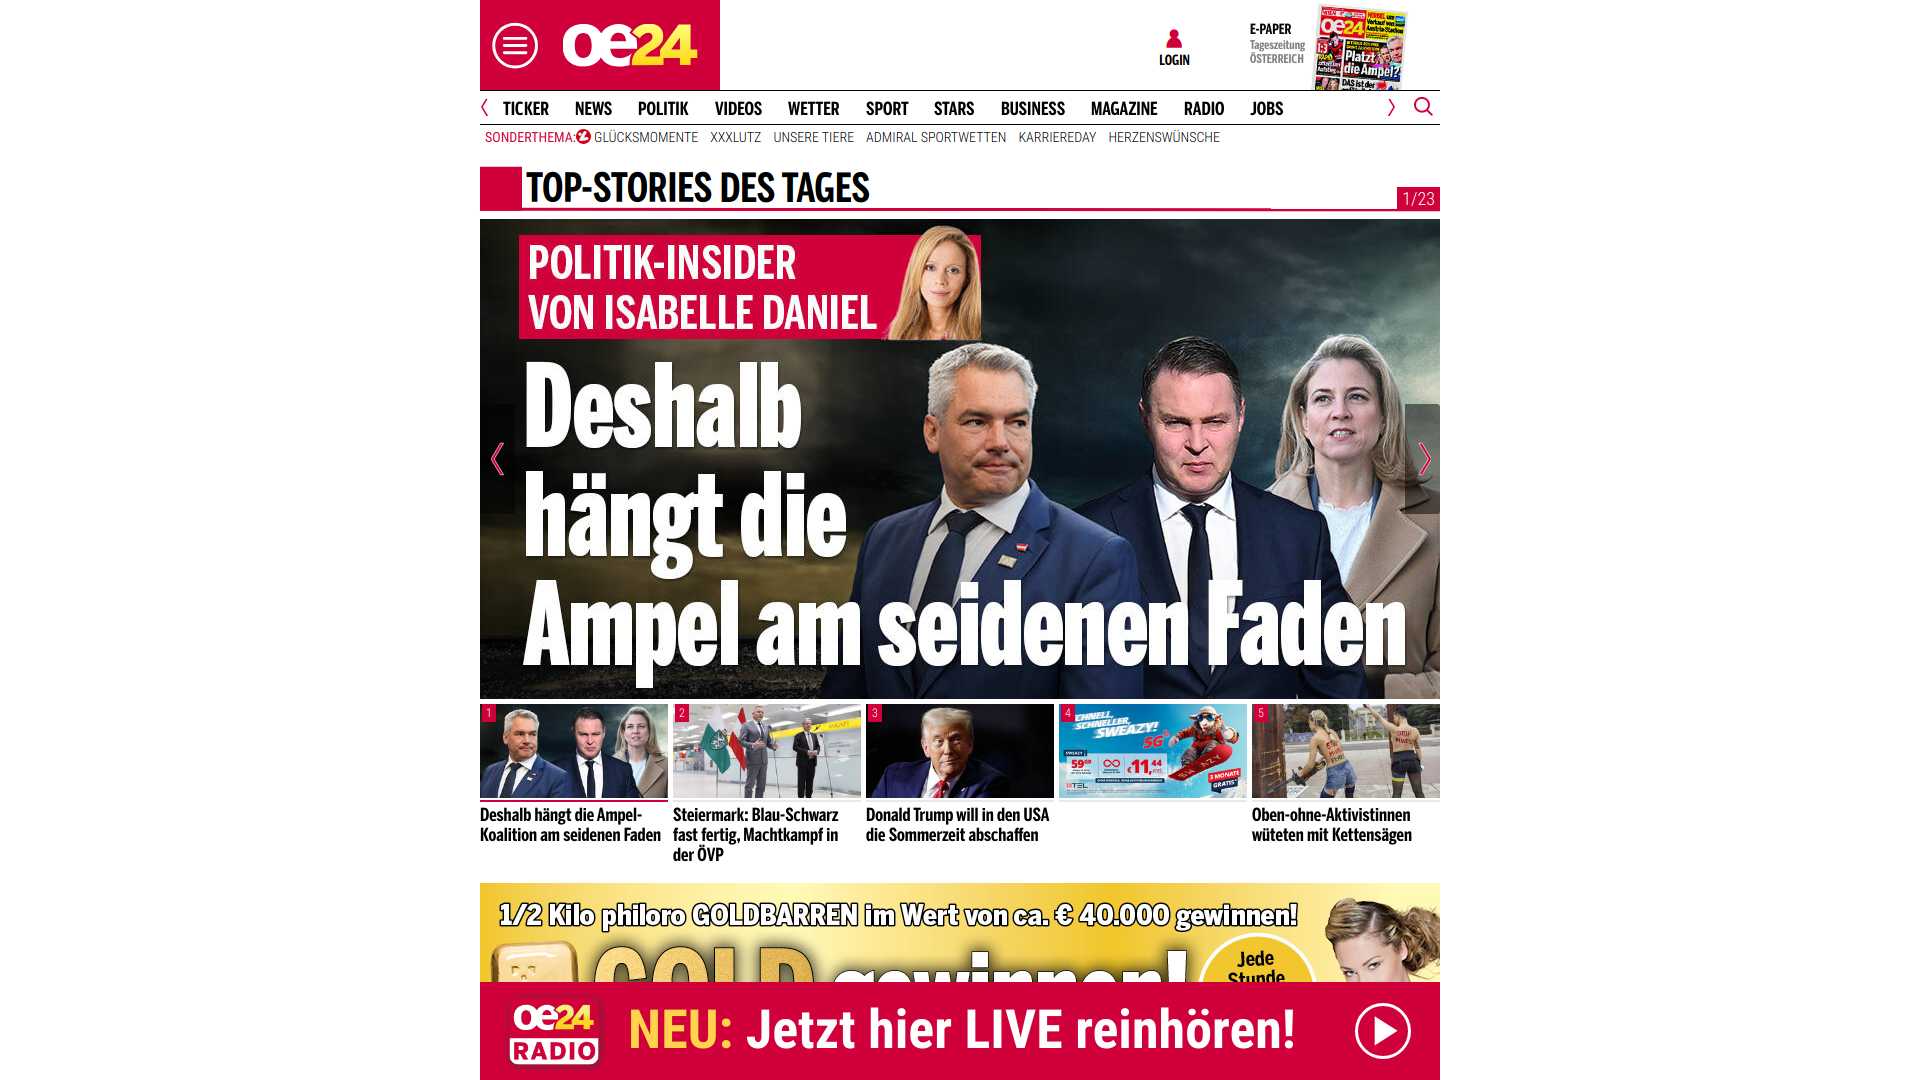 oe24
LOGIN
E-PAPER
Tageszeitung
ÖSTERREICH
oe24
Platzt
die Ampel?
TICKER NEWS POLITIK VIDEOS WETTER SPORT STARS BUSINESS MAGAZINE RADIO JOBS
SONDERTHEMA: GLÜCKSMOMENTE XXXLUTZ UNSERE TIERE ADMIRAL SPORTWETTEN KARRIEREDAY HERZENSWÜNSCHE
TOP-STORIES DES TAGES
1/23
POLITIK-INSIDER
VON ISABELLE DANIEL
Deshalb
hängt die
Ampel am seidenen Faden
1
2
3
4
5
SCHNELL,
SCHNELLER,
SWEAZY!
5G
59GB
€11,44
3 MONATE
GRATIS*
Deshalb hängt die Ampel-
Koalition am seidenen Faden
Steiermark: Blau-Schwarz
fast fertig, Machtkampf in
der ÖVP
Donald Trump will in den USA
die Sommerzeit abschaffen
Oben-ohne-Aktivistinnen
wüteten mit Kettensägen
1/2 Kilo philoro GOLDBARREN im Wert von ca. € 40.000 gewinnen!
GOLD gewinnen!
Jede
Stunde
oe24
RADIO
NEU: Jetzt hier LIVE reinhören!